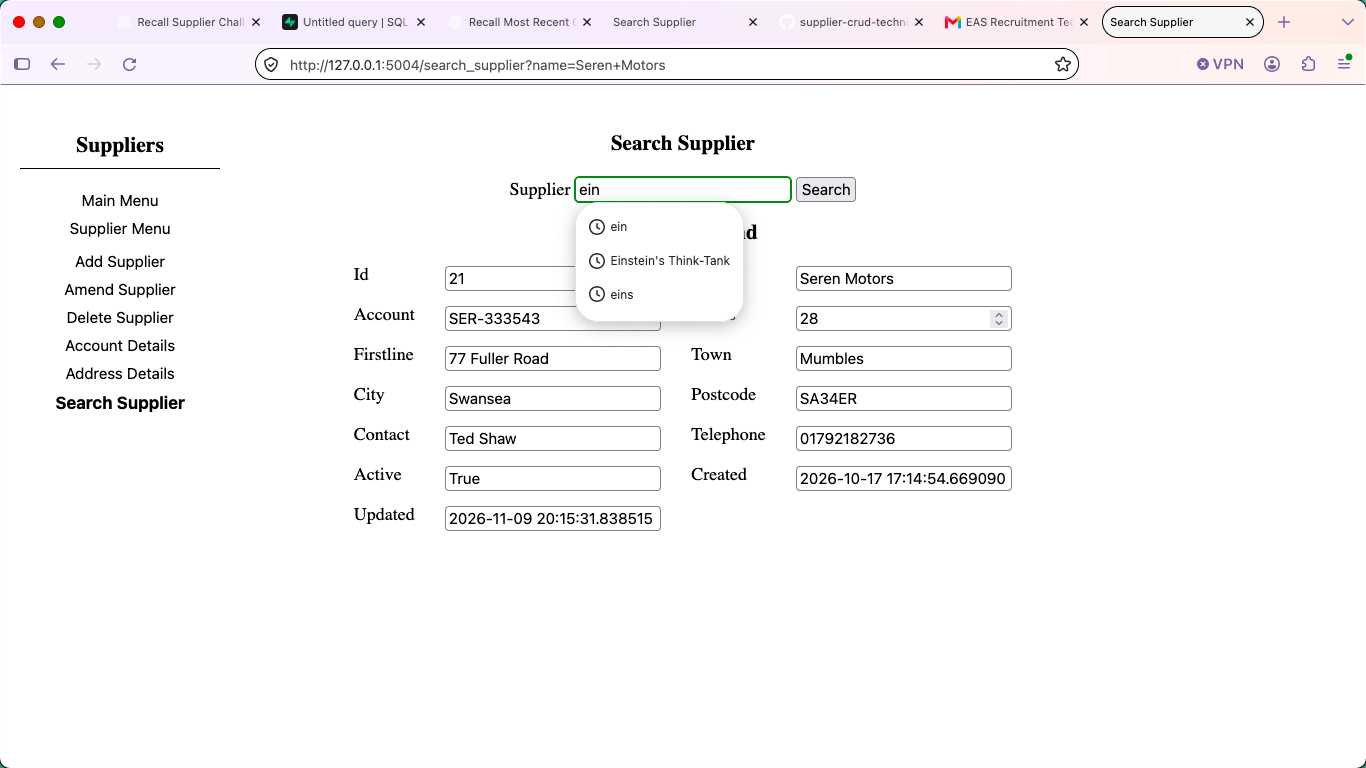 Recall Supplier Chall
Untitled query | SQL
Recall Most Recent
Search Supplier
supplier-crud-techni
EAS Recruitment Tec
Search Supplier
http://127.0.0.1:5004/search_supplier?name=Seren+Motors
VPN
Suppliers
Main Menu
Supplier Menu
Add Supplier
Amend Supplier
Delete Supplier
Account Details
Address Details
Search Supplier
Search Supplier
Supplier ein Search
ein
Einstein's Think-Tank
eins
Id 21 Seren Motors
Account SER-333543 28
Firstline 77 Fuller Road Town Mumbles
City Swansea Postcode SA34ER
Contact Ted Shaw Telephone 01792182736
Active True Created 2026-10-17 17:14:54.669090
Updated 2026-11-09 20:15:31.838515